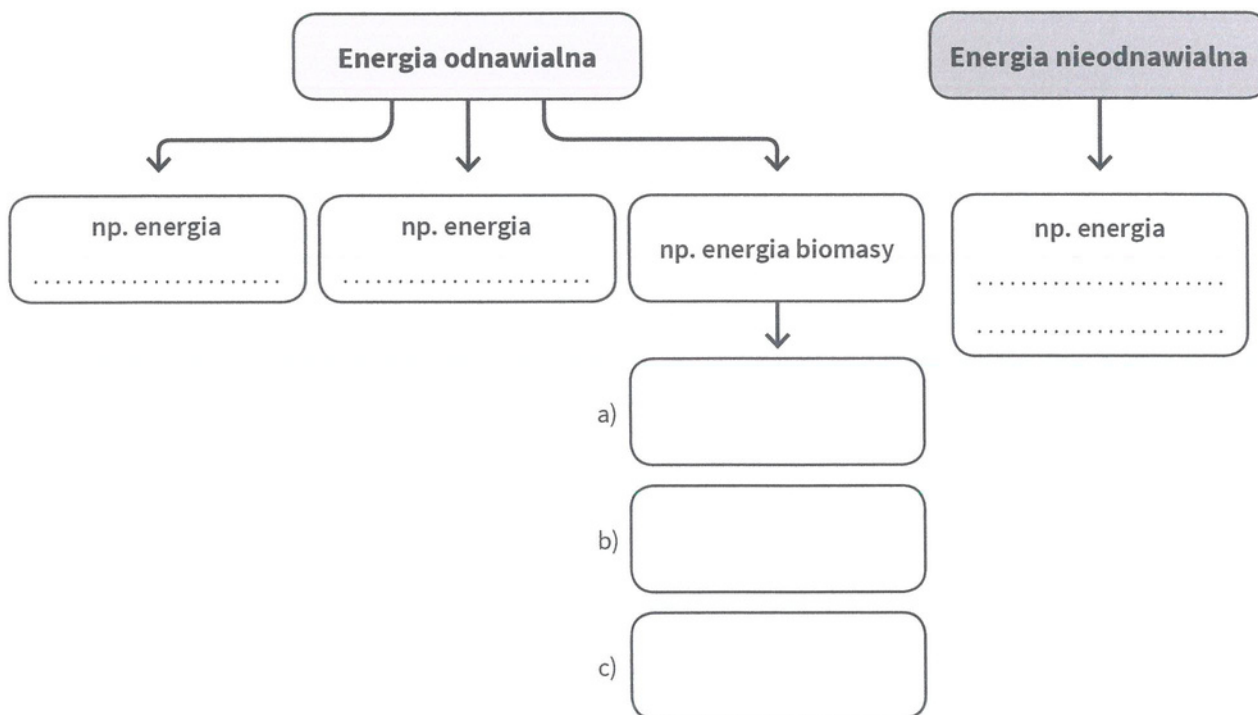 Energia odnawialna
Energia nieodnawialna
np. energia
........................
np. energia
........................
np. energia biomasy
np. energia
........................
........................
a)
b)
c)